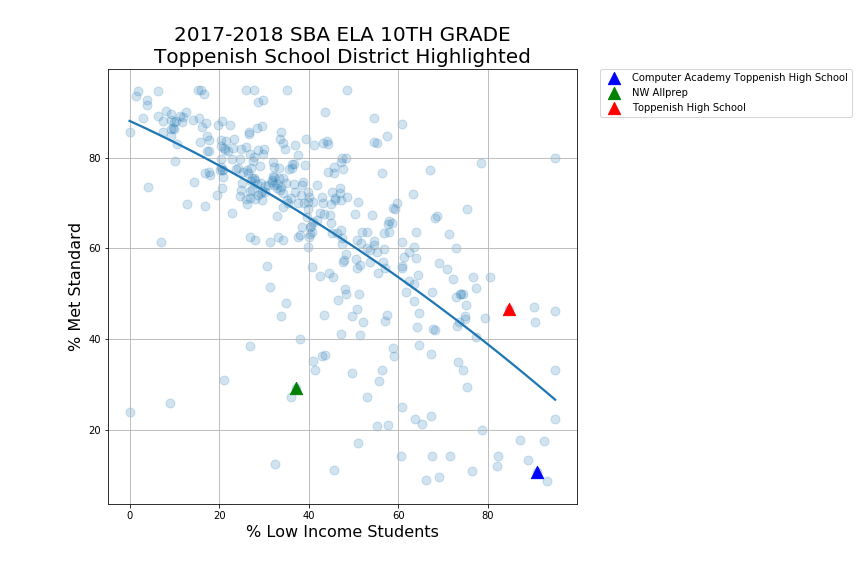 2017-2018 SBA ELA 10TH GRADE
Toppenish School District Highlighted
Computer Academy Toppenish High School
NW Allprep
Toppenish High School
% Met Standard
80
60
40
20
0 20 40 60 80
% Low Income Students